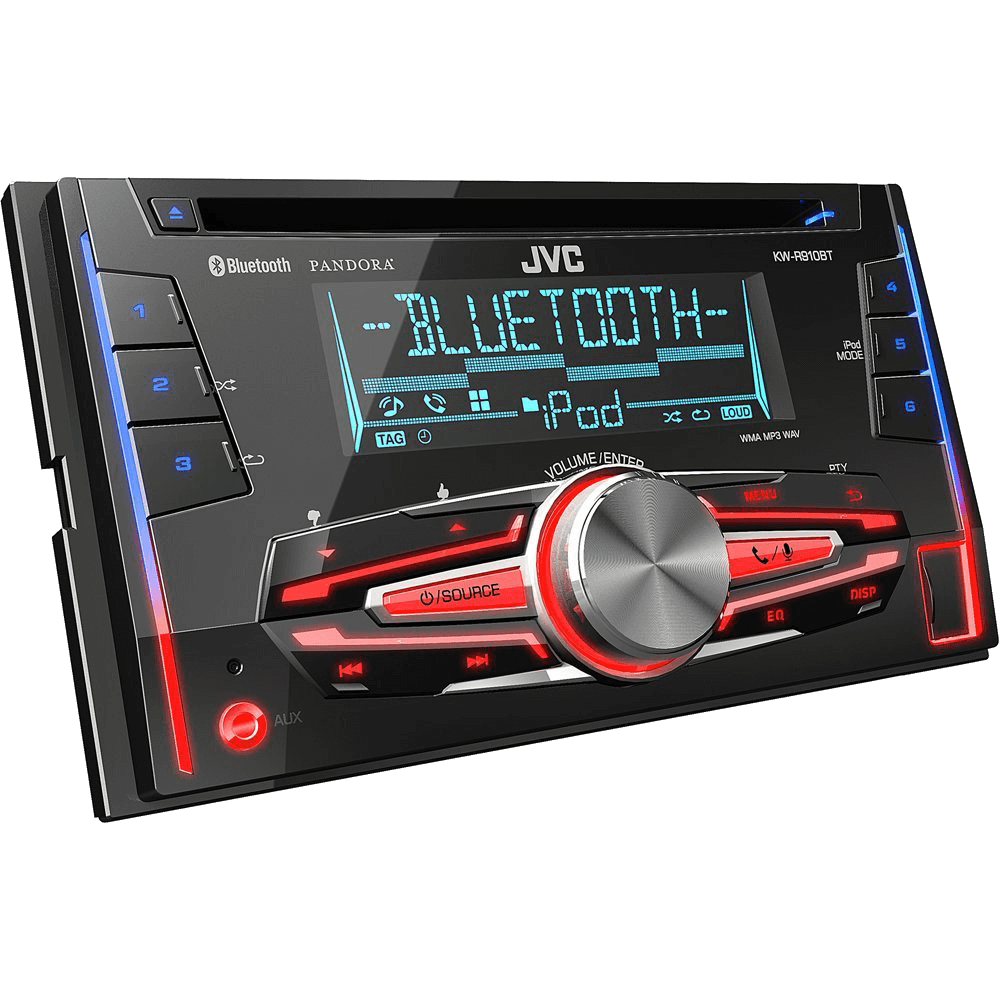 Bluetooth PANDORA JVC KW-R910BT
1
2
3
4
iPod
MODE
5
6
---BLUETOOTH--
iPod
TAG LOUD
WMA MP3 WAV
VOLUME/ENTER
PTY
MENU
/SOURCE
/
EQ
DISP
AUX